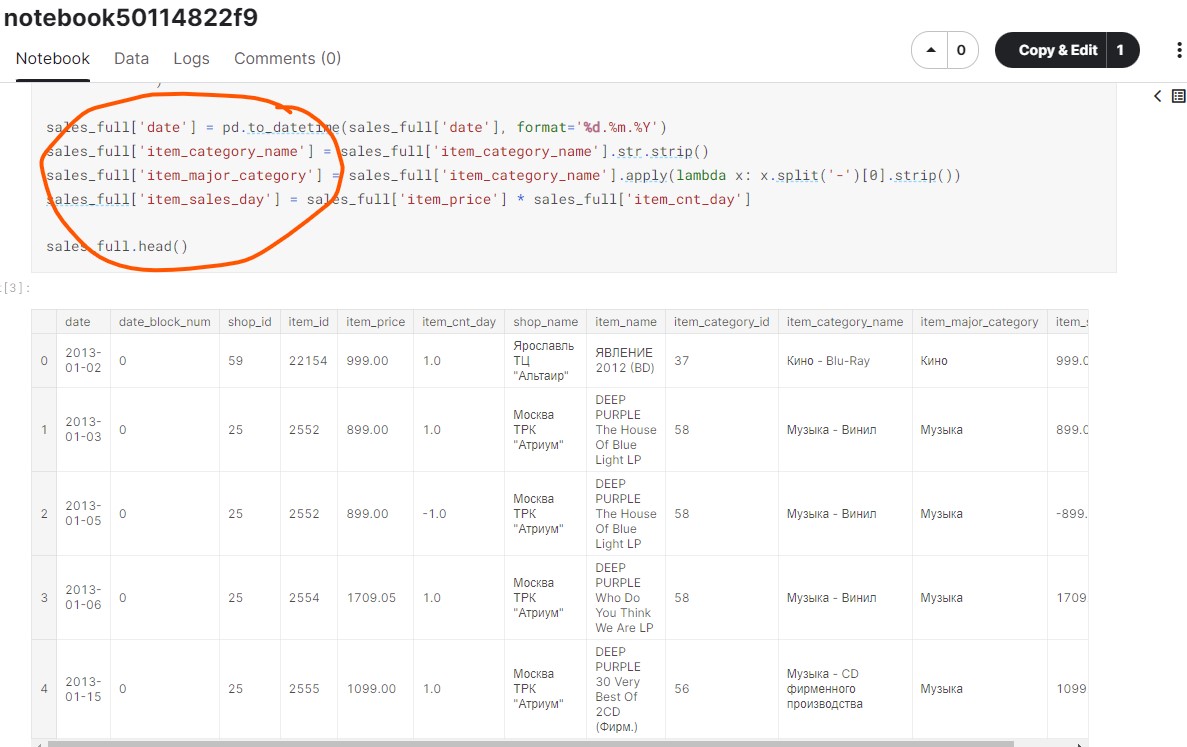 notebook50114822f9
Notebook Data Logs Comments (0)
0
Copy & Edit 1
sales_full['date'] = pd.to_datetime(sales_full['date'], format='%d.%m.%Y')
sales_full['item_category_name'] = sales_full['item_category_name'].str.strip()
sales_full['item_major_category'] = sales_full['item_category_name'].apply(lambda x: x.split('-')[0].strip())
sales_full['item_sales_day'] = sales_full['item_price'] * sales_full['item_cnt_day']
sales_full.head()
[3]:
date date_block_num shop_id item_id item_price item_cnt_day shop_name item_name item_category_id item_category_name item_major_category
0 2013-01-02 0 59 22154 999.00 1.0 Ярославль ТЦ "Альтаир" ЯВЛЕНИЕ 2012 (BD) 37 Кино - Blu-Ray Кино 999.0
1 2013-01-03 0 25 2552 899.00 1.0 Москва ТРК "Атриум" DEEP PURPLE The House Of Blue Light LP 58 Музыка - Винил Музыка 899.0
2 2013-01-05 0 25 2552 899.00 -1.0 Москва ТРК "Атриум" DEEP PURPLE The House Of Blue Light LP 58 Музыка - Винил Музыка -899.
3 2013-01-06 0 25 2554 1709.05 1.0 Москва ТРК "Атриум" DEEP PURPLE Who Do You Think We Are LP 58 Музыка - Винил Музыка 1709
4 2013-01-15 0 25 2555 1099.00 1.0 Москва ТРК "Атриум" DEEP PURPLE 30 Very Best Of 2CD (Фирм.) 56 Музыка - CD фирменного производства Музыка 1099